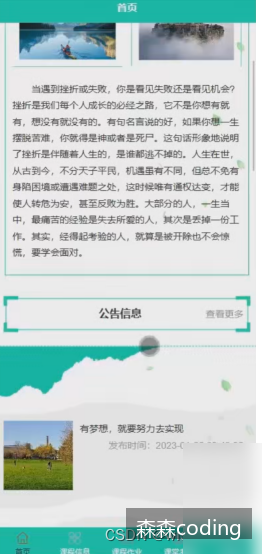 首页
当遇到挫折或失败，你是看见失败还是看见机会?
挫折是我们每个人成长的必经之路，它不是你想有就
有，想没有就没有的。有句名言说的好，如果你想一生
摆脱苦难，你就得是神或者是死尸。这句话形象地说明
了挫折是伴随着人生的，是谁都逃不掉的。人生在世，
从古到今，不分天子平民，机遇虽有不同，但总不免有
身陷困境或遭遇难题之处，这时候唯有通权达变，才能
使人转危为安，甚至反败为胜。大部分的人，一生当
中，最痛苦的经验是失去所爱的人，其次是丢掉一份工
作。其实，经得起考验的人，就算是被开除也不会惊
慌，要学会面对。
公告信息
查看更多
有梦想，就要努力去实现
发布时间：2023-
森森coding
首页
课程信息
课程作业